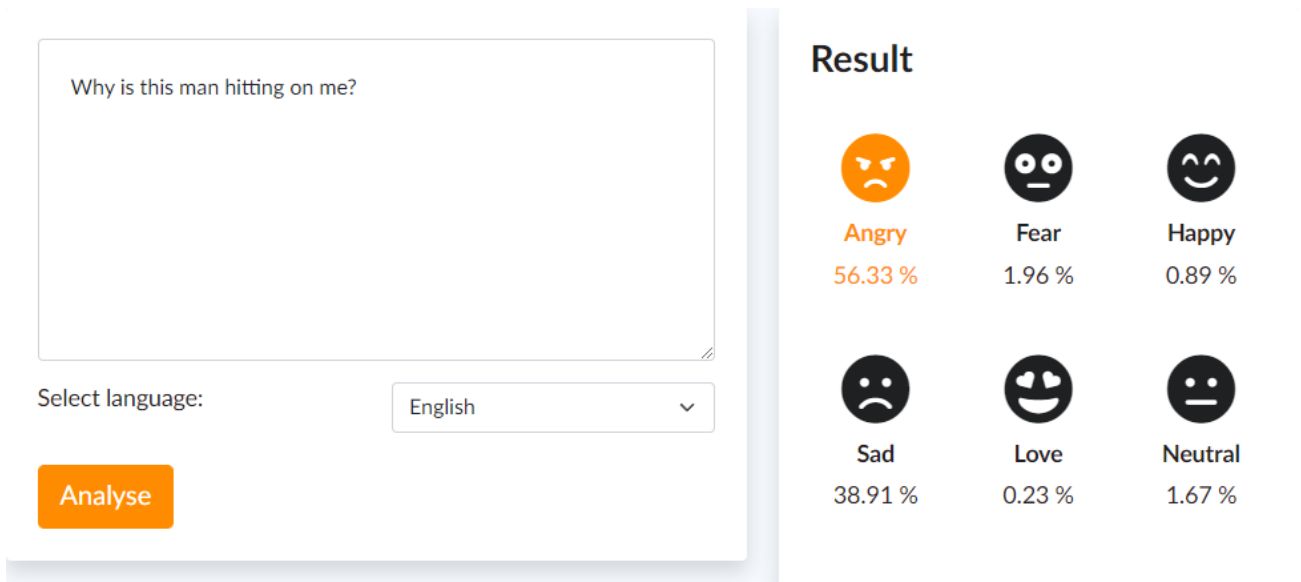 Why is this man hitting on me?
Select language:
English
Analyse
Result
Angry
Fear
Happy
56.33 %
1.96 %
0.89 %
Sad
Love
Neutral
38.91 %
0.23 %
1.67 %